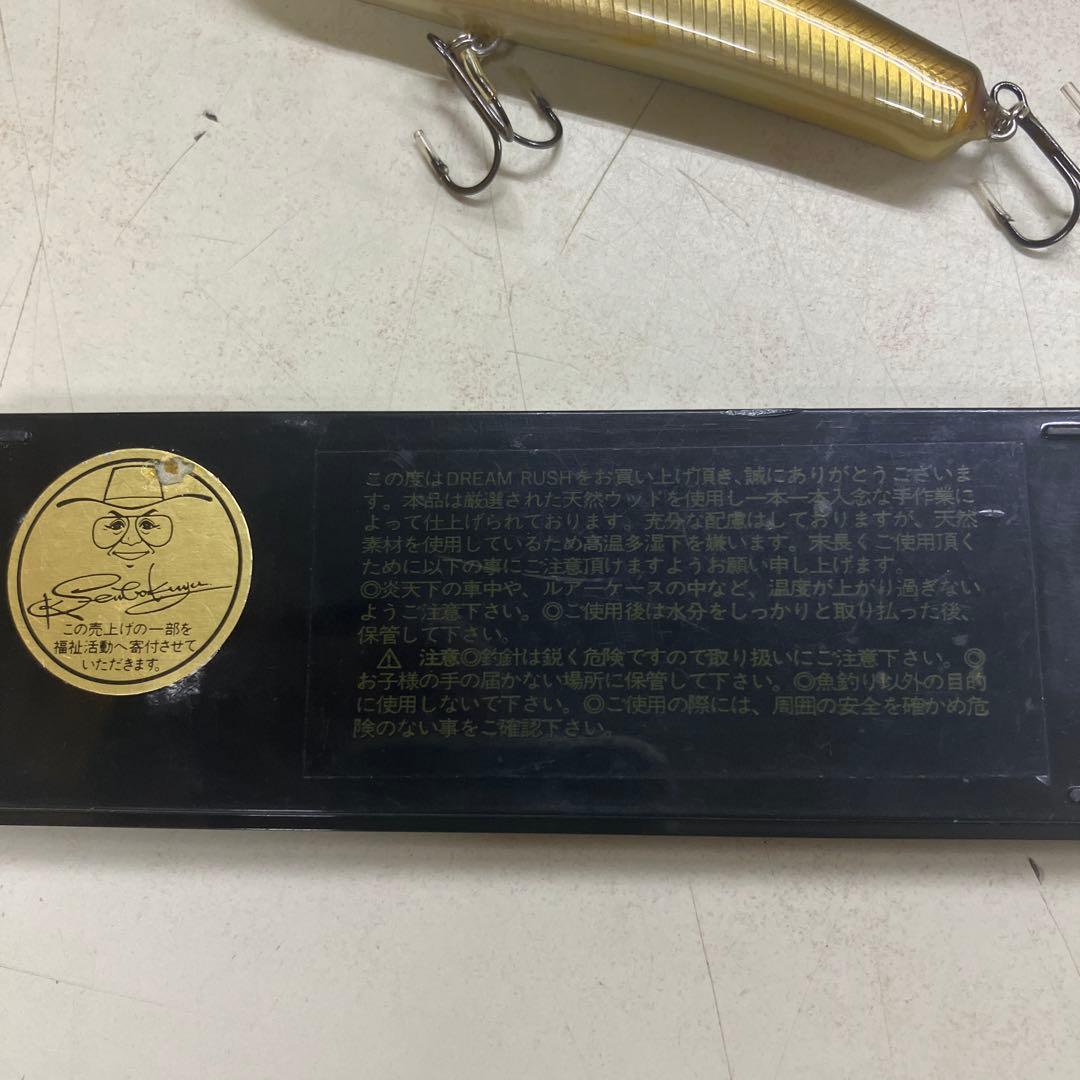 この度はDREAM RUSHをお買い上げ頂き、誠にありがとうございま
す。本品は厳選された天然ウッドを使用し一本一本入念な手作業に
よって仕上げられております。充分な配慮はしておりますが、天然
素材を使用しているため高温多湿下を嫌います。末長くご使用頂く
ために以下の事にご注意頂けますようお願い申し上げます。
◎炎天下の車中や、ルアーケースの中など、温度が上がり過ぎない
ようご注意下さい。◎ご使用後は水分をしっかりと取り払った後、
保管して下さい。
⚠ 注意◎釣針は鋭く危険ですので取り扱いにご注意下さい。◎
お子様の手の届かない場所に保管して下さい。◎魚釣り以外の目的
に使用しないで下さい。◎ご使用の際には、周囲の安全を確かめ危
険のない事をご確認下さい。
この売上げの一部を
福祉活動へ寄付させて
いただきます。